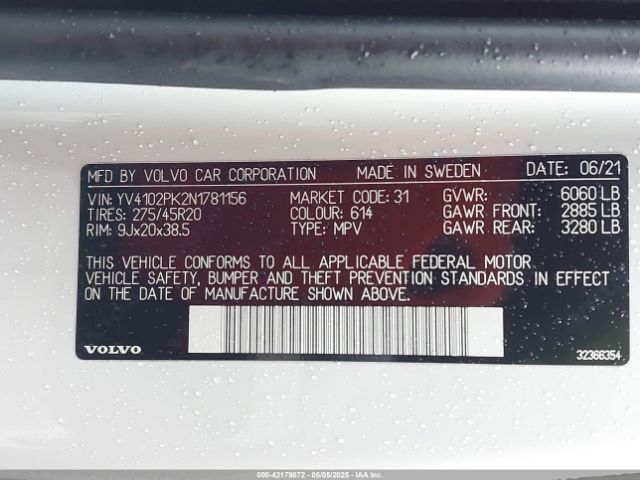 MFD BY VOLVO CAR CORPORATION MADE IN SWEDEN DATE: 06/21
VIN: YV4102PK2N1781156 MARKET CODE: 31 GVWR: 6060 LB
TIRES: 275/45R20 COLOUR: 614 GAWR FRONT: 2885 LB
RIM: 9Jx20x38.5 TYPE: MPV GAWR REAR: 3280 LB
THIS VEHICLE CONFORMS TO ALL APPLICABLE FEDERAL MOTOR
VEHICLE SAFETY, BUMPER AND THEFT PREVENTION STANDARDS IN EFFECT
ON THE DATE OF MANUFACTURE SHOWN ABOVE.
VOLVO 32366354
000-42179872 - 05/05/2025 - IAAI.com